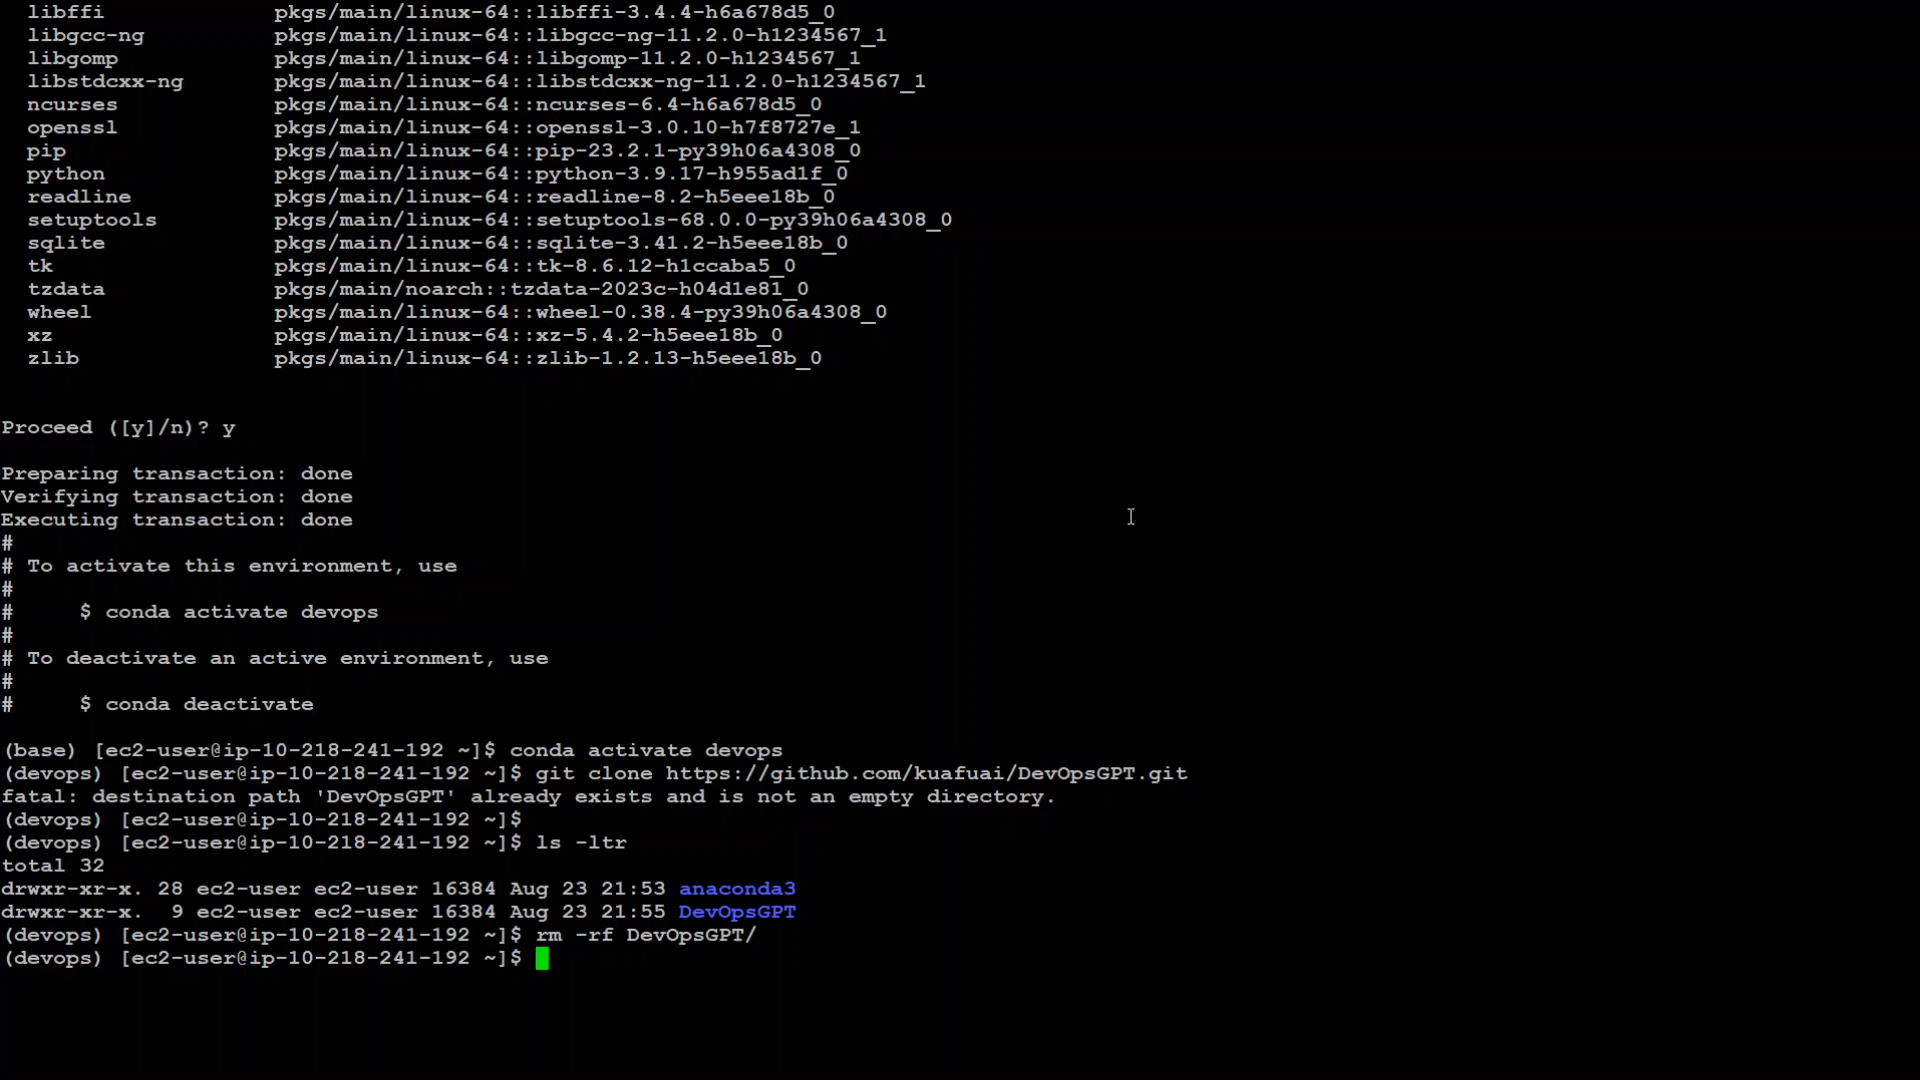 libffi pkgs/main/linux-64::libffi-3.4.4-h6a678d5_0
libgcc-ng pkgs/main/linux-64::libgcc-ng-11.2.0-h1234567_1
libgomp pkgs/main/linux-64::libgomp-11.2.0-h1234567_1
libstdcxx-ng pkgs/main/linux-64::libstdcxx-ng-11.2.0-h1234567_1
ncurses pkgs/main/linux-64::ncurses-6.4-h6a678d5_0
openssl pkgs/main/linux-64::openssl-3.0.10-h7f8727e_1
pip pkgs/main/linux-64::pip-23.2.1-py39h06a4308_0
python pkgs/main/linux-64::python-3.9.17-h955ad1f_0
readline pkgs/main/linux-64::readline-8.2-h5eee18b_0
setuptools pkgs/main/linux-64::setuptools-68.0.0-py39h06a4308_0
sqlite pkgs/main/linux-64::sqlite-3.41.2-h5eee18b_0
tk pkgs/main/linux-64::tk-8.6.12-h1ccaba5_0
tzdata pkgs/main/noarch::tzdata-2023c-h04d1e81_0
wheel pkgs/main/linux-64::wheel-0.38.4-py39h06a4308_0
xz pkgs/main/linux-64::xz-5.4.2-h5eee18b_0
zlib pkgs/main/linux-64::zlib-1.2.13-h5eee18b_0
Proceed ([y]/n)? y
Preparing transaction: done
Verifying transaction: done
Executing transaction: done
#
# To activate this environment, use
#
# $ conda activate devops
#
# To deactivate an active environment, use
#
# $ conda deactivate
(base) [ec2-user@ip-10-218-241-192 ~]$ conda activate devops
(devops) [ec2-user@ip-10-218-241-192 ~]$ git clone https://github.com/kuafuai/DevOpsGPT.git
fatal: destination path 'DevOpsGPT' already exists and is not an empty directory.
(devops) [ec2-user@ip-10-218-241-192 ~]$
(devops) [ec2-user@ip-10-218-241-192 ~]$ ls -ltr
total 32
drwxr-xr-x. 28 ec2-user ec2-user 16384 Aug 23 21:53 anaconda3
drwxr-xr-x. 9 ec2-user ec2-user 16384 Aug 23 21:55 DevOpsGPT
(devops) [ec2-user@ip-10-218-241-192 ~]$ rm -rf DevOpsGPT/
(devops) [ec2-user@ip-10-218-241-192 ~]$